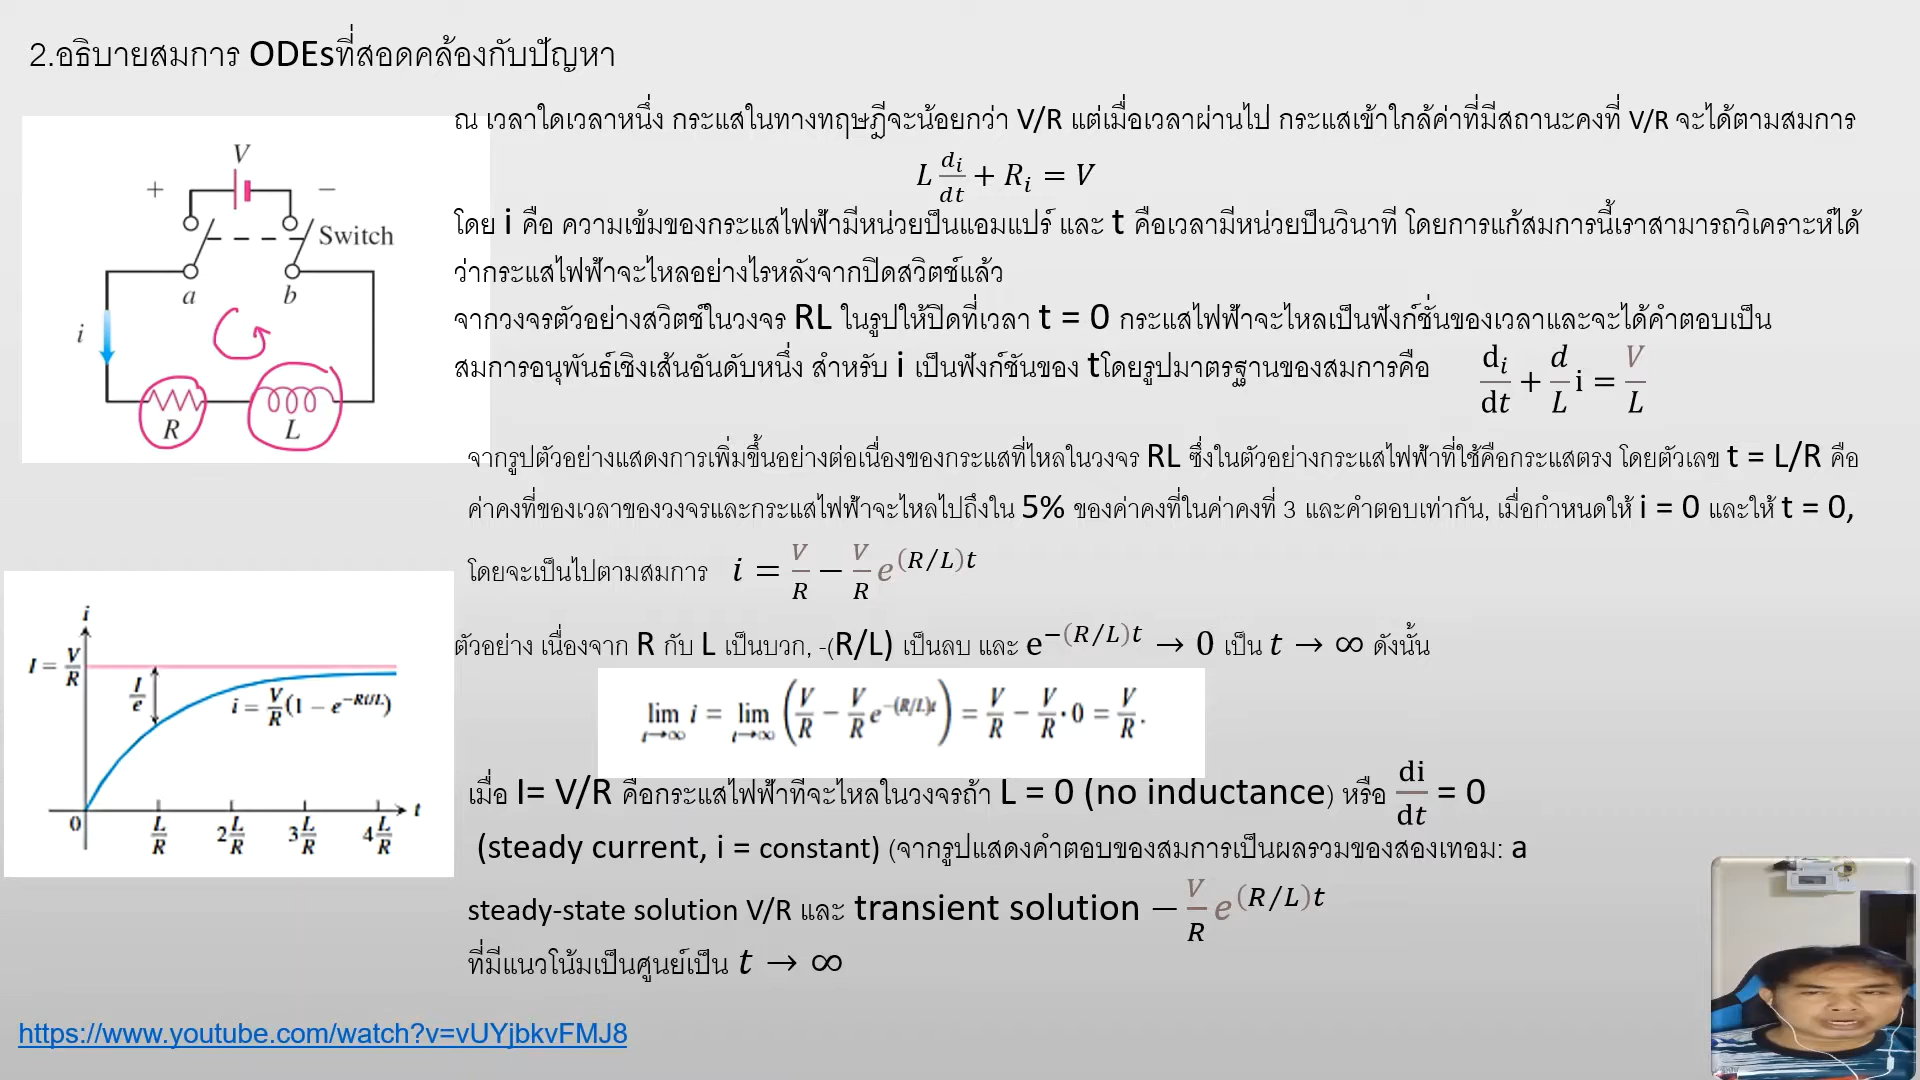 2.อธิบายสมการ ODEsที่สอดคล้องกับปัญหา
ณ เวลาใดเวลาหนึ่ง กระแสในทางทฤษฎีจะน้อยกว่า V/R แต่เมื่อเวลาผ่านไป กระแสเข้าใกล้ค่าที่มีสถานะคงที่ V/R จะได้ตามสมการ
L d_i/dt + R_i = V
โดย i คือ ความเข้มของกระแสไฟฟ้ามีหน่วยเป็นแอมแปร์ และ t คือเวลามีหน่วยเป็นวินาที โดยการแก้สมการนี้เราสามารถวิเคราะห์ได้
ว่ากระแสไฟฟ้าจะไหลอย่างไรหลังจากปิดสวิตช์แล้ว
จากวงจรตัวอย่างสวิตช์ในวงจร RL ในรูปให้ปิดที่เวลา t = 0 กระแสไฟฟ้าจะไหลเป็นฟังก์ชั่นของเวลาและจะได้คำตอบเป็น
สมการอนุพันธ์เชิงเส้นอันดับหนึ่ง สำหรับ i เป็นฟังก์ชันของ tโดยรูปมาตรฐานของสมการคือ d_i/dt + d/L i = V/L
V
+ −
Switch
a b
i
R L
จากรูปตัวอย่างแสดงการเพิ่มขึ้นอย่างต่อเนื่องของกระแสที่ไหลในวงจร RL ซึ่งในตัวอย่างกระแสไฟฟ้าที่ใช้คือกระแสตรง โดยตัวเลข t = L/R คือ
ค่าคงที่ของเวลาของวงจรและกระแสไฟฟ้าจะไหลไปถึงใน 5% ของค่าคงที่ในค่าคงที่ 3 และคำตอบเท่ากัน, เมื่อกำหนดให้ i = 0 และให้ t = 0,
โดยจะเป็นไปตามสมการ i = V/R − V/R e^(R/L)t
ตัวอย่าง เนื่องจาก R กับ L เป็นบวก, -(R/L) เป็นลบ และ e^−(R/L)t → 0 เป็น t → ∞ ดังนั้น
lim t→∞ i = lim t→∞ (V/R − V/R e^−(R/L)t) = V/R − V/R · 0 = V/R.
i
I = V/R
I/e
i = V/R (1 − e^−Rt/L)
t
0 L/R 2 L/R 3 L/R 4 L/R
เมื่อ I= V/R คือกระแสไฟฟ้าทีจะไหลในวงจรถ้า L = 0 (no inductance) หรือ di/dt = 0
(steady current, i = constant) (จากรูปแสดงคำตอบของสมการเป็นผลรวมของสองเทอม: a
steady-state solution V/R และ transient solution − V/R e^(R/L)t
ที่มีแนวโน้มเป็นศูนย์เป็น t → ∞
https://www.youtube.com/watch?v=vUYjbkvFMJ8